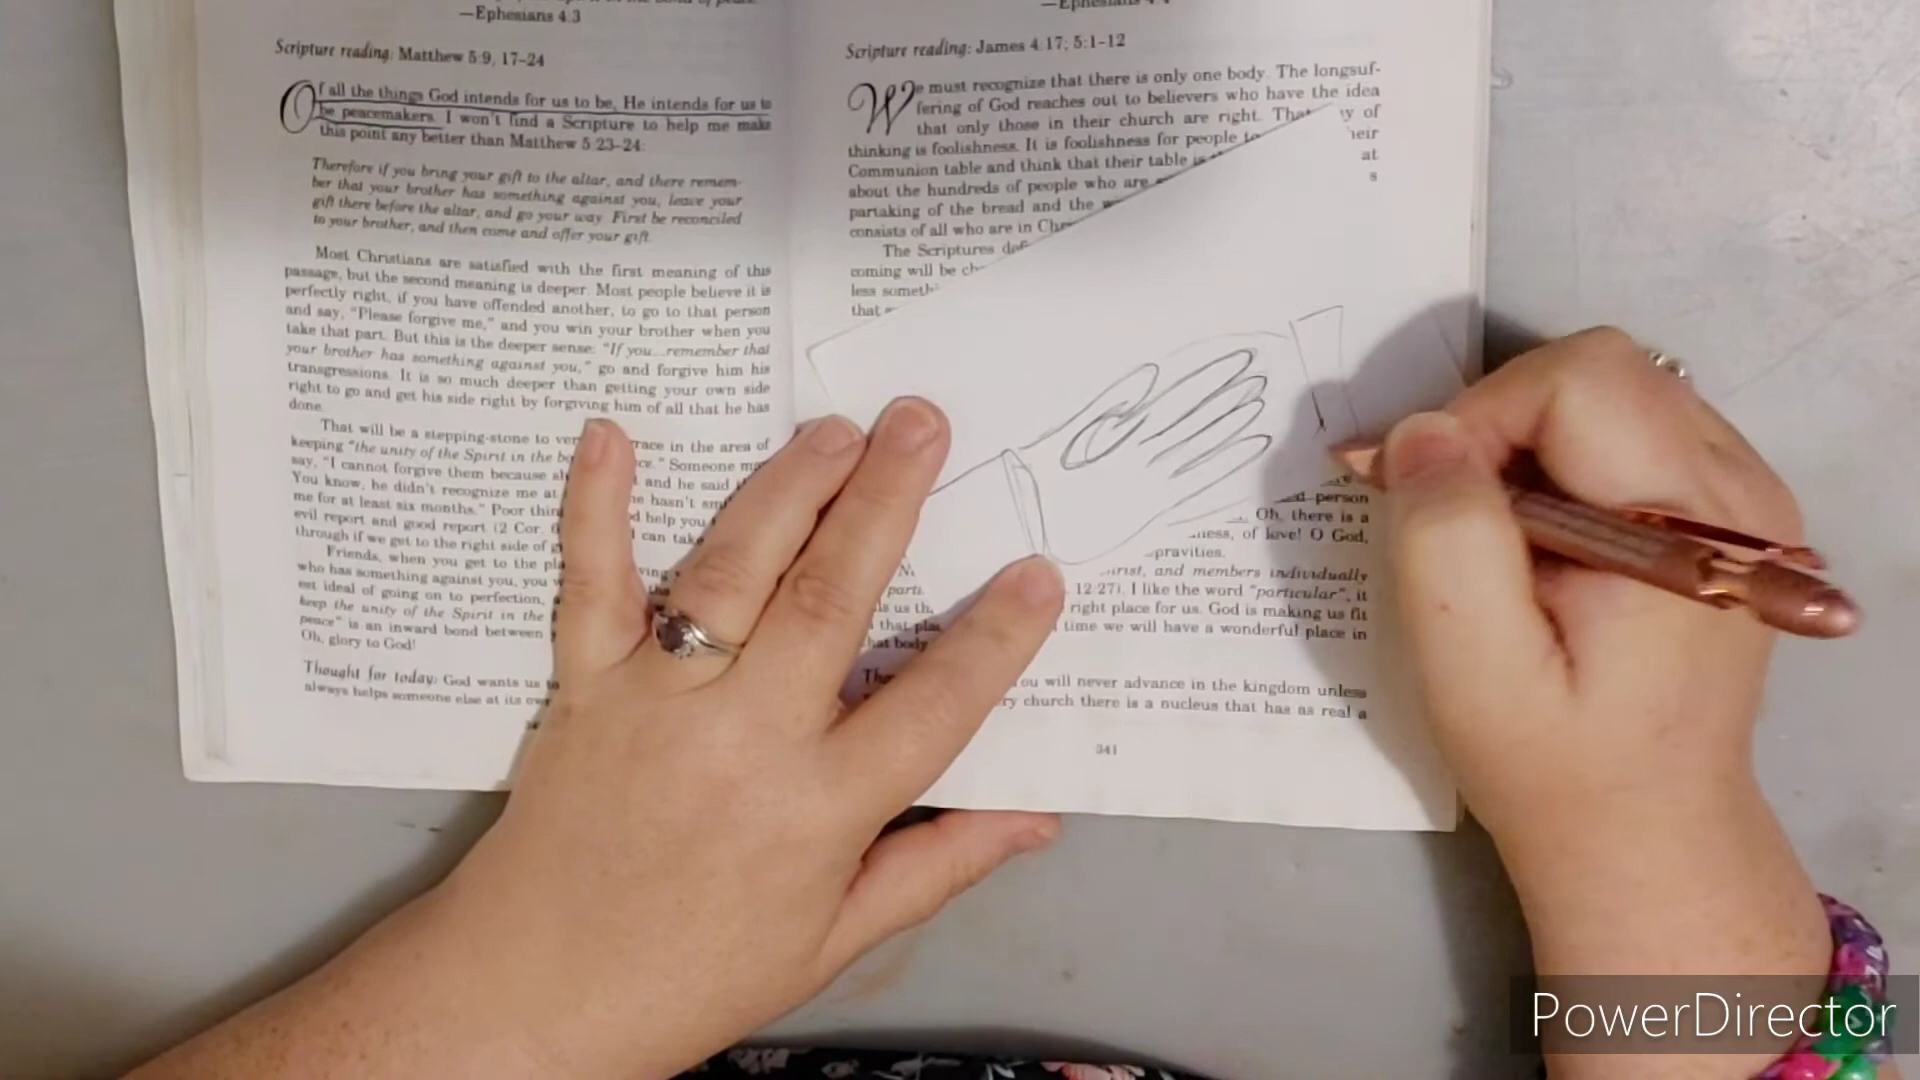 —Ephesians 4:3
Scripture reading: Matthew 5:9, 17–24
Of all the things God intends for us to be, He intends for us to
be peacemakers. I won't find a Scripture to help me make
this point any better than Matthew 5:23–24:
Therefore if you bring your gift to the altar, and there remem-
ber that your brother has something against you, leave your
gift there before the altar, and go your way. First be reconciled
to your brother, and then come and offer your gift.
Most Christians are satisfied with the first meaning of this
passage, but the second meaning is deeper. Most people believe it is
perfectly right, if you have offended another, to go to that person
and say, "Please forgive me," and you win your brother when you
take that part. But this is the deeper sense: "If you...remember that
your brother has something against you," go and forgive him his
transgressions. It is so much deeper than getting your own side
right to go and get his side right by forgiving him of all that he has
done.
That will be a stepping-stone to in the area of
keeping "the unity of the Spirit in the Someone
say, "I cannot forgive them because and he said
You know, he didn't recognize me at hasn't
me for at least six months." Poor help you
evil report and good report (2 Cor. can take
through if we get to the right side of
Friends, when you get to the
who has something against you, you
est ideal of going on to perfection,
keep the unity of the Spirit in the
peace" is an inward bond between
Oh, glory to God!
Thought for today: God wants us
always helps someone else at its
—Ephesians
Scripture reading: James 4:17; 5:1–12
We must recognize that there is only one body. The longsuf-
fering of God reaches out to believers who have the idea
that only those in their church are right. That of
thinking is foolishness. It is foolishness for people
Communion table and think that their table at
about the hundreds of people who are
partaking of the bread and the
consists of all who are in
The Scriptures
coming will be
less
that
person
Oh, there is a
of love! O God,
and members individually
12:27). I like the word "particular", it
us right place for us. God is making us fit
that time we will have a wonderful place in
body
you will never advance in the kingdom unless
church there is a nucleus that has as real a
341
PowerDirector